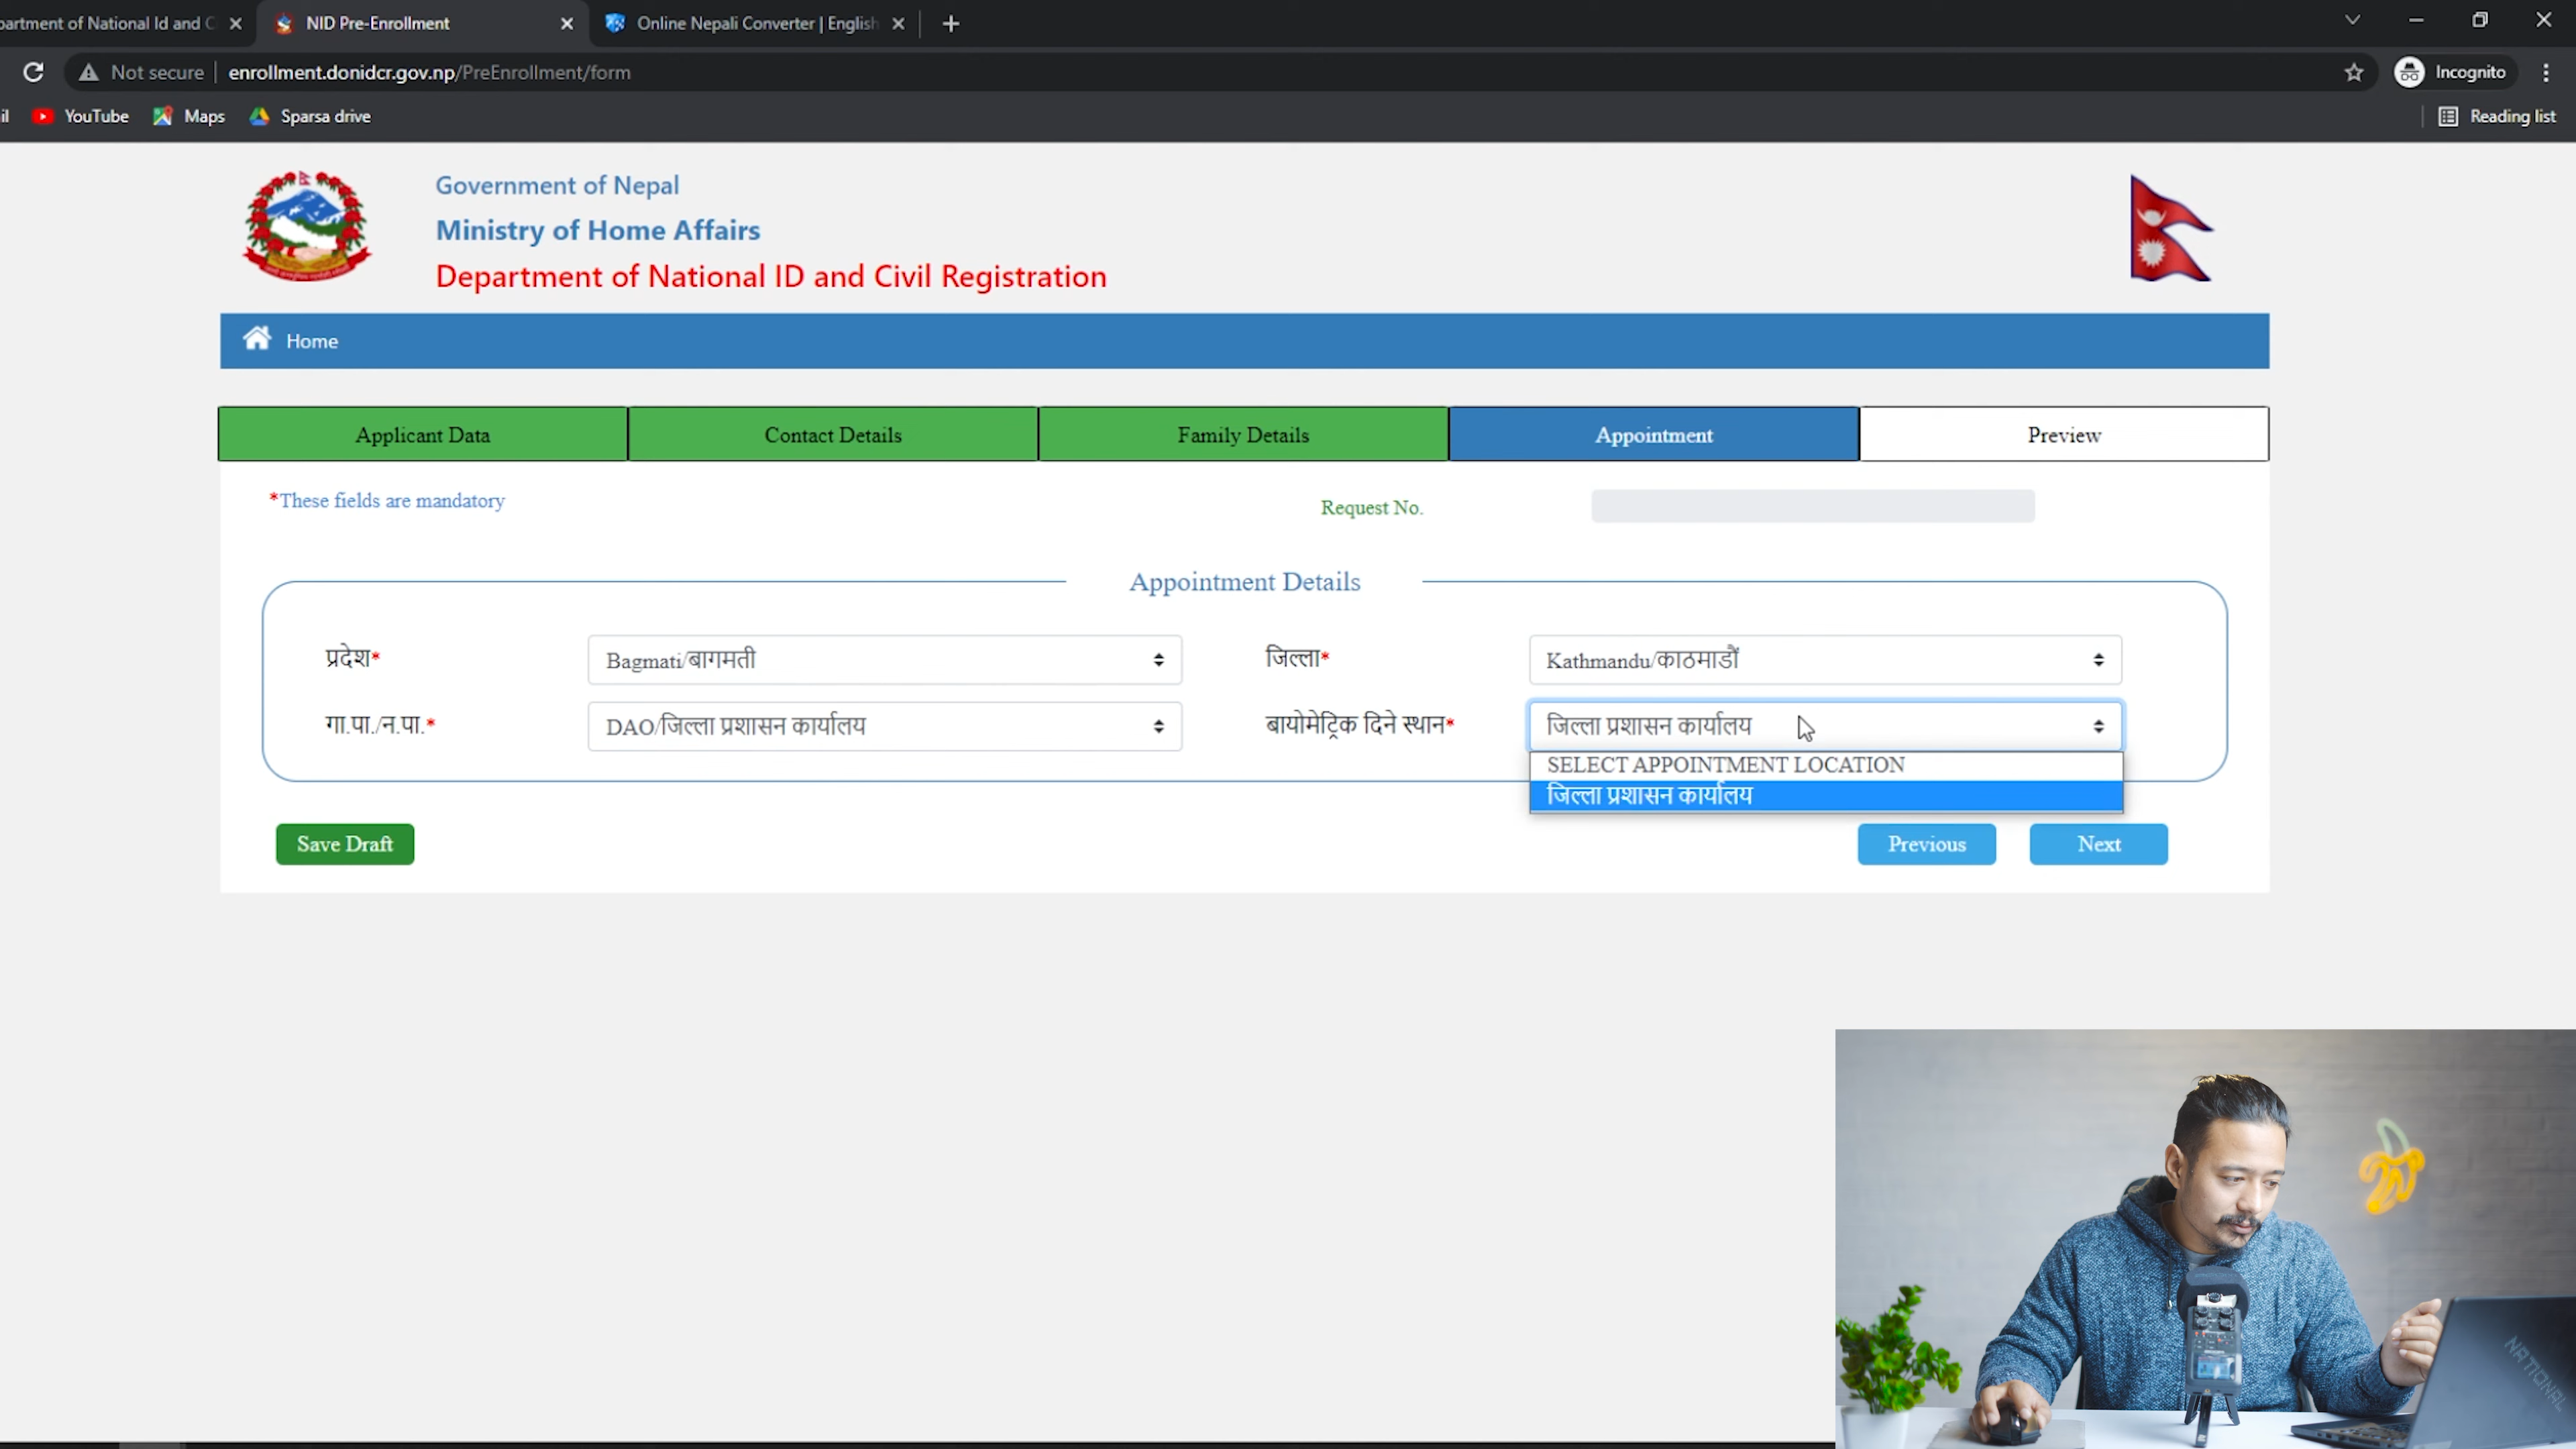 partment of National Id and C
NID Pre-Enrollment
Online Nepali Converter | English
Not secure
enrollment.donidcr.gov.np/PreEnrollment/form
Incognito
il
YouTube
Maps
Sparsa drive
Reading list
Government of Nepal
Ministry of Home Affairs
Department of National ID and Civil Registration
Home
Applicant Data
Contact Details
Family Details
Appointment
Preview
*These fields are mandatory
Request No.
Appointment Details
प्रदेश*
Bagmati/बागमती
जिल्ला*
Kathmandu/काठमाडौं
गा.पा./न.पा.*
DAO/जिल्ला प्रशासन कार्यालय
बायोमेट्रिक दिने स्थान*
जिल्ला प्रशासन कार्यालय
SELECT APPOINTMENT LOCATION
जिल्ला प्रशासन कार्यालय
Save Draft
Previous
Next
NATIONAL